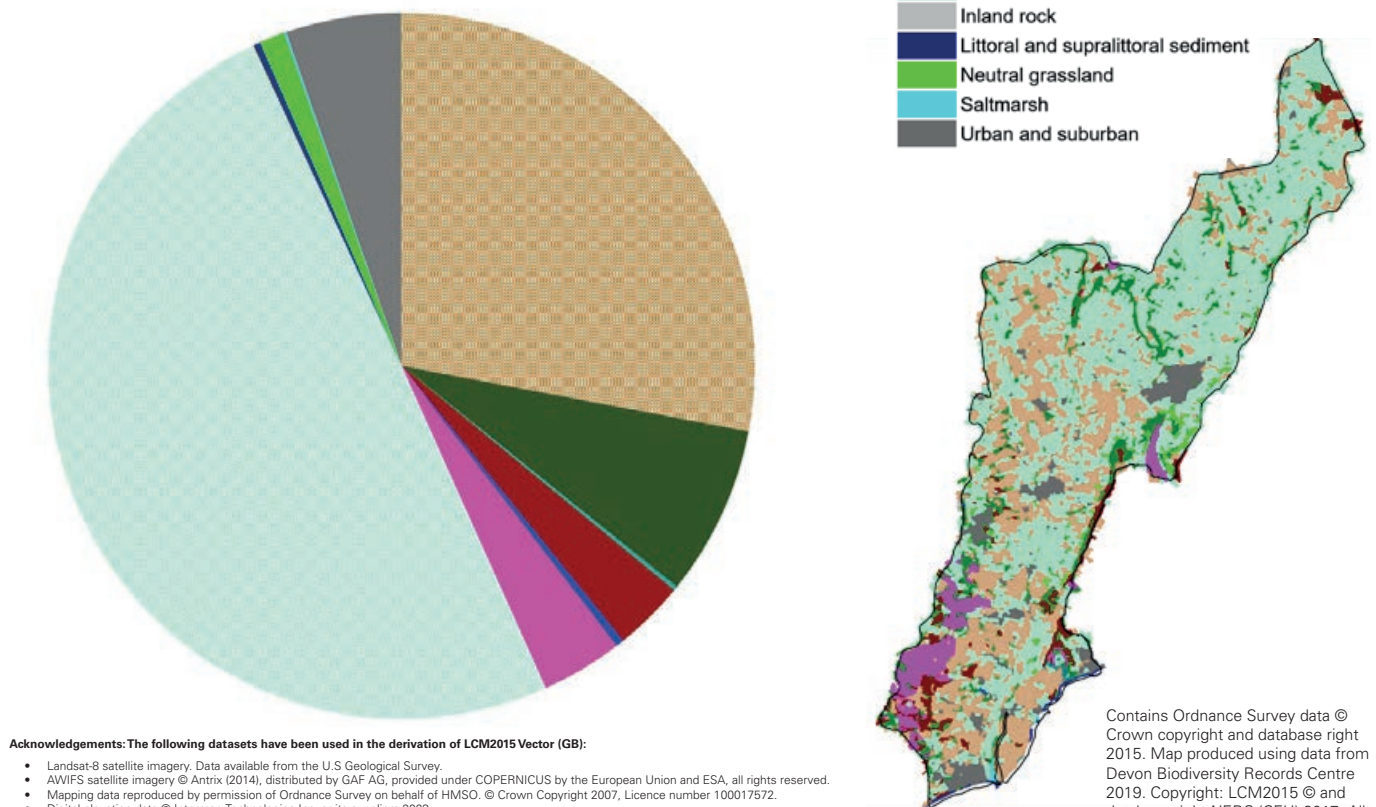 Inland rock
Littoral and supralittoral sediment
Neutral grassland
Saltmarsh
Urban and suburban
Acknowledgements: The following datasets have been used in the derivation of LCM2015 Vector (GB):
• Landsat-8 satellite imagery. Data available from the U.S Geological Survey.
• AWIFS satellite imagery © Antrix (2014), distributed by GAF AG, provided under COPERNICUS by the European Union and ESA, all rights reserved.
• Mapping data reproduced by permission of Ordnance Survey on behalf of HMSO. © Crown Copyright 2007, Licence number 100017572.
Contains Ordnance Survey data ©
Crown copyright and database right
2015. Map produced using data from
Devon Biodiversity Records Centre
2019. Copyright: LCM2015 © and